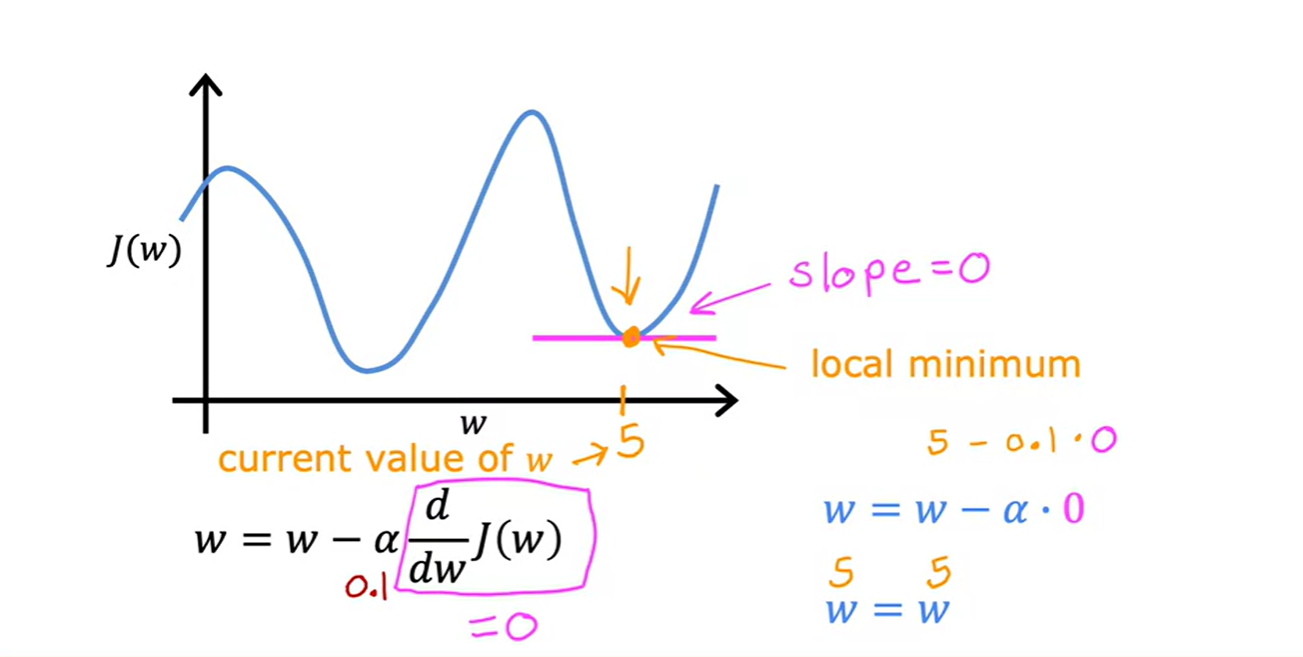 J(w)
slope=0
local minimum
w
5
current value of w →
5 - 0.1 · 0
w = w − α d/dw J(w)
0.1
=0
w = w − α · 0
5 5
w = w